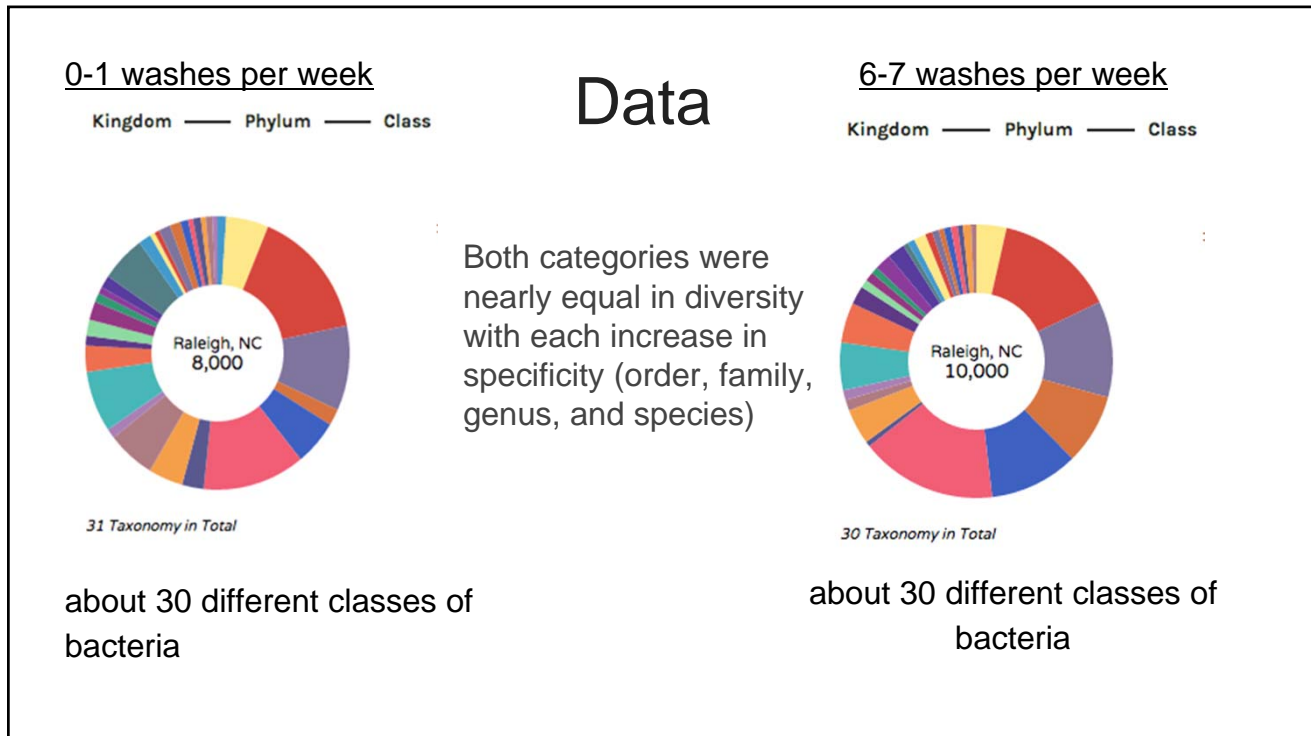 Data
0-1 washes per week
Kingdom — Phylum — Class
Raleigh, NC
8,000
31 Taxonomy in Total
about 30 different classes of
bacteria
Both categories were
nearly equal in diversity
with each increase in
specificity (order, family,
genus, and species)
6-7 washes per week
Kingdom — Phylum — Class
Raleigh, NC
10,000
30 Taxonomy in Total
about 30 different classes of
bacteria